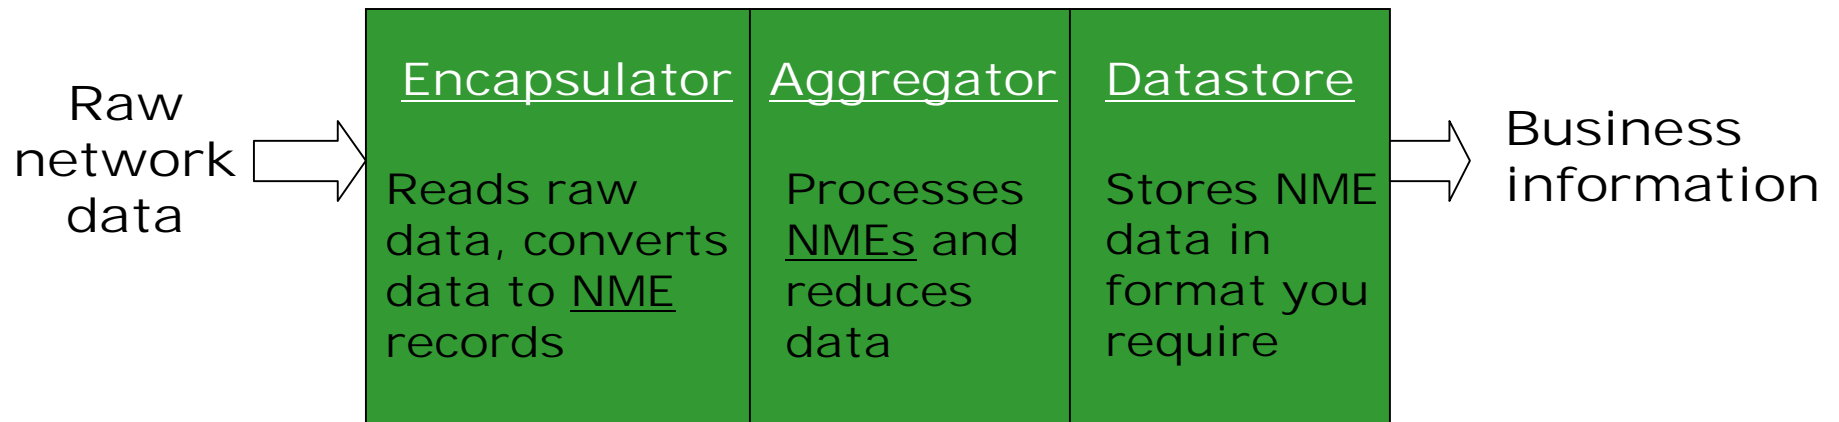 Raw
network
data
Encapsulator
Reads raw
data, converts
data to NME
records
Aggregator
Processes
NMEs and
reduces
data
Datastore
Stores NME
data in
format you
require
Business
information